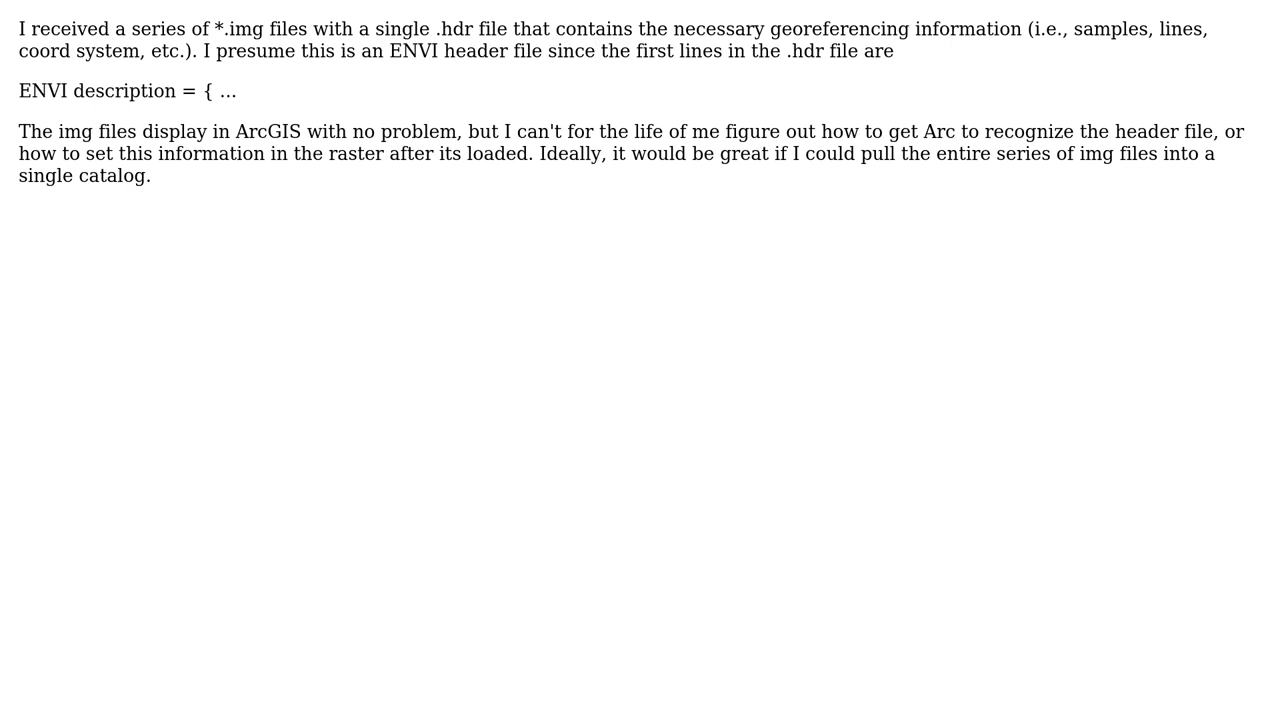 I received a series of *.img files with a single .hdr file that contains the necessary georeferencing information (i.e., samples, lines,
coord system, etc.). I presume this is an ENVI header file since the first lines in the .hdr file are
ENVI description = { ...
The img files display in ArcGIS with no problem, but I can't for the life of me figure out how to get Arc to recognize the header file, or
how to set this information in the raster after its loaded. Ideally, it would be great if I could pull the entire series of img files into a
single catalog.